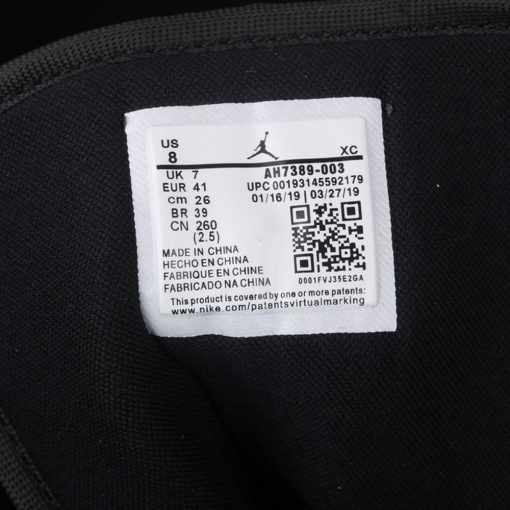 US
8
XC
UK 7
EUR 41
cm 26
BR 39
CN 260
(2.5)
AH7389-003
UPC 00193145592179
01/16/19 | 03/27/19
0001FVJ35E2GA
MADE IN CHINA
HECHO EN CHINA
FABRIQUE EN CHINE
FABRICADO NA CHINA
This product is covered by one or more patents:
www.nike.com/patentsvirtualmarking